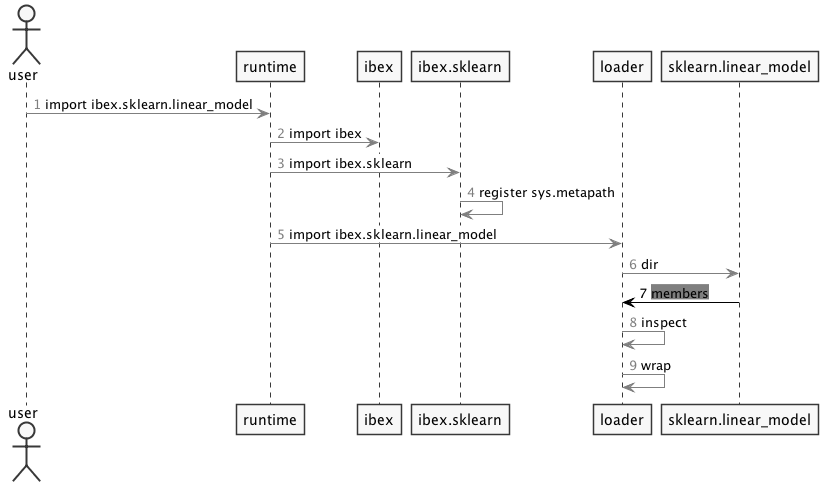 user
runtime
ibex
ibex.sklearn
loader
sklearn.linear_model
1 import ibex.sklearn.linear_model
2 import ibex
3 import ibex.sklearn
4 register sys.metapath
5 import ibex.sklearn.linear_model
6 dir
7 members
8 inspect
9 wrap
user
runtime
ibex
ibex.sklearn
loader
sklearn.linear_model